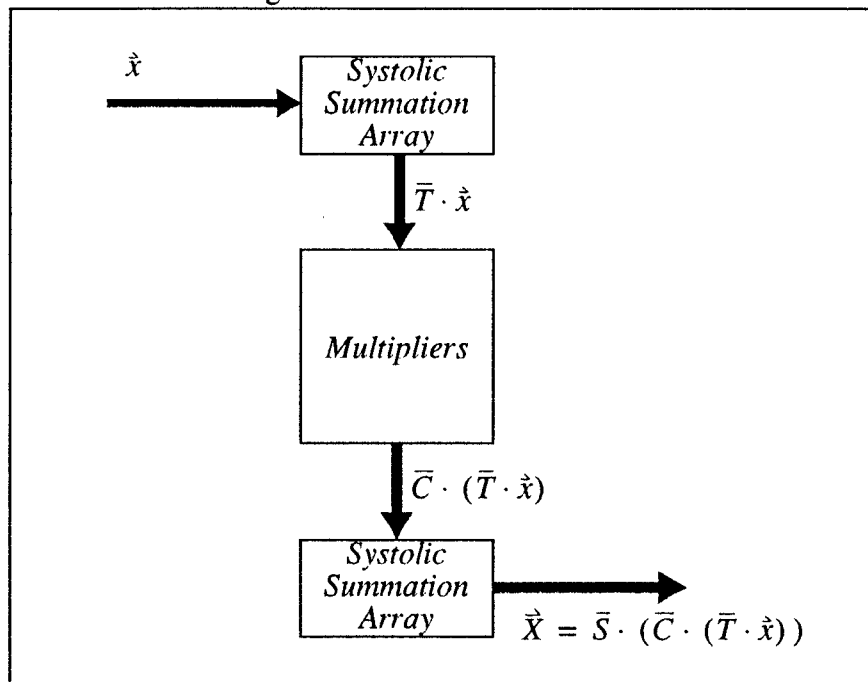 x⃗
Systolic
Summation
Array
T̅ · x⃗
Multipliers
C̅ · (T̅ · x⃗)
Systolic
Summation
Array
X⃗ = S̅ · (C̅ · (T̅ · x⃗))